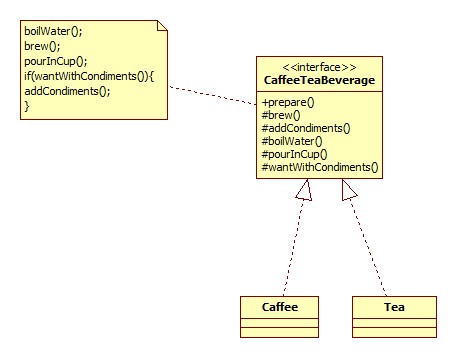 boilWater();
brew();
pourInCup();
if(wantWithCondiments()){
addCondiments();
}
<<interface>>
CaffeeTeaBeverage
+prepare()
#brew()
#addCondiments()
#boilWater()
#pourInCup()
#wantWithCondiments()
Caffee
Tea